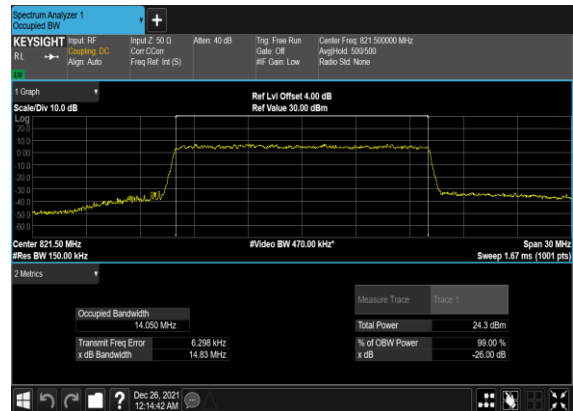 Spectrum Analyzer 1
Occupied BW
KEYSIGHT Input: RF Input Z: 50 Ω Atten: 40 dB Trig: Free Run Center Freq: 821.500000 MHz
RL Coupling: DC Corr CCorr Gate: Off Avg|Hold: 500/500
Align: Auto Freq Ref: Int (S) #IF Gain: Low Radio Std: None
LW
1 Graph
Ref Lvl Offset 4.00 dB
Scale/Div 10.0 dB Ref Value 30.00 dBm
Log
20.0
10.0
0.00
-10.0
-20.0
-30.0
-40.0
-50.0
-60.0
Center 821.50 MHz #Video BW 470.00 kHz* Span 30 MHz
#Res BW 150.00 kHz Sweep 1.67 ms (1001 pts)
2 Metrics
Measure Trace Trace 1
Occupied Bandwidth
14.050 MHz Total Power 24.3 dBm
Transmit Freq Error 6.298 kHz % of OBW Power 99.00 %
x dB Bandwidth 14.83 MHz x dB -26.00 dB
? Dec 26, 2021
12:14:42 AM